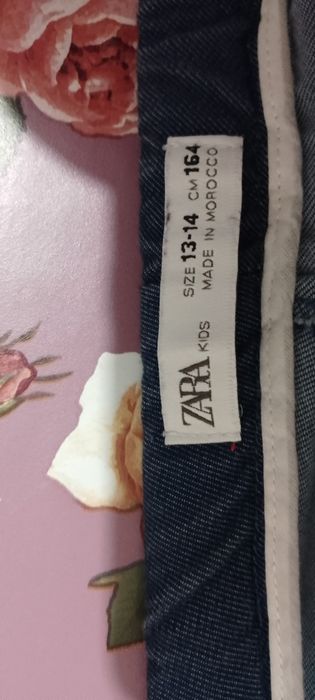 ZARA KIDS
SIZE 13-14 CM 164
MADE IN MOROCCO